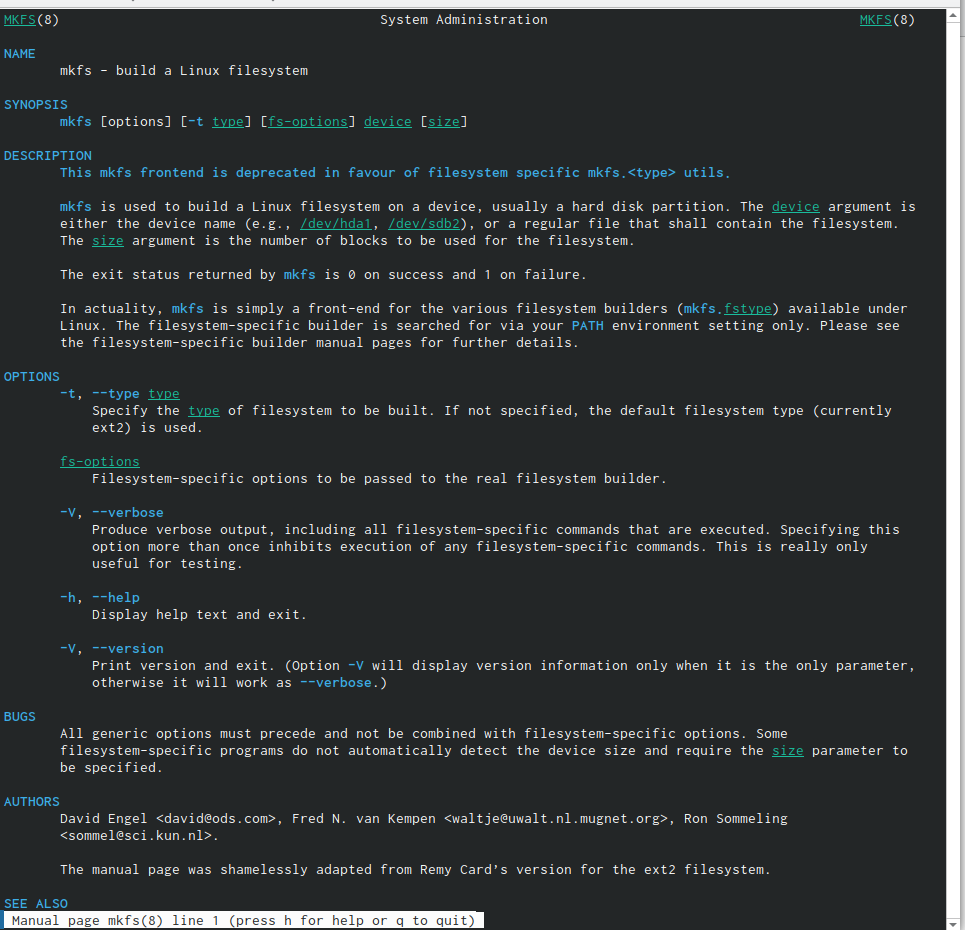 MKFS(8) System Administration MKFS(8)
NAME
mkfs - build a Linux filesystem
SYNOPSIS
mkfs [options] [-t type] [fs-options] device [size]
DESCRIPTION
This mkfs frontend is deprecated in favour of filesystem specific mkfs.<type> utils.
mkfs is used to build a Linux filesystem on a device, usually a hard disk partition. The device argument is
either the device name (e.g., /dev/hda1, /dev/sdb2), or a regular file that shall contain the filesystem.
The size argument is the number of blocks to be used for the filesystem.
The exit status returned by mkfs is 0 on success and 1 on failure.
In actuality, mkfs is simply a front-end for the various filesystem builders (mkfs.fstype) available under
Linux. The filesystem-specific builder is searched for via your PATH environment setting only. Please see
the filesystem-specific builder manual pages for further details.
OPTIONS
-t, --type type
Specify the type of filesystem to be built. If not specified, the default filesystem type (currently
ext2) is used.
fs-options
Filesystem-specific options to be passed to the real filesystem builder.
-V, --verbose
Produce verbose output, including all filesystem-specific commands that are executed. Specifying this
option more than once inhibits execution of any filesystem-specific commands. This is really only
useful for testing.
-h, --help
Display help text and exit.
-V, --version
Print version and exit. (Option -V will display version information only when it is the only parameter,
otherwise it will work as --verbose.)
BUGS
All generic options must precede and not be combined with filesystem-specific options. Some
filesystem-specific programs do not automatically detect the device size and require the size parameter to
be specified.
AUTHORS
David Engel <david@ods.com>, Fred N. van Kempen <waltje@uwalt.nl.mugnet.org>, Ron Sommeling
<sommel@sci.kun.nl>.
The manual page was shamelessly adapted from Remy Card's version for the ext2 filesystem.
SEE ALSO
Manual page mkfs(8) line 1 (press h for help or q to quit)